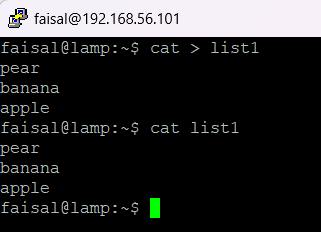 faisal@192.168.56.101
faisal@lamp:~$ cat > list1
pear
banana
apple
faisal@lamp:~$ cat list1
pear
banana
apple
faisal@lamp:~$